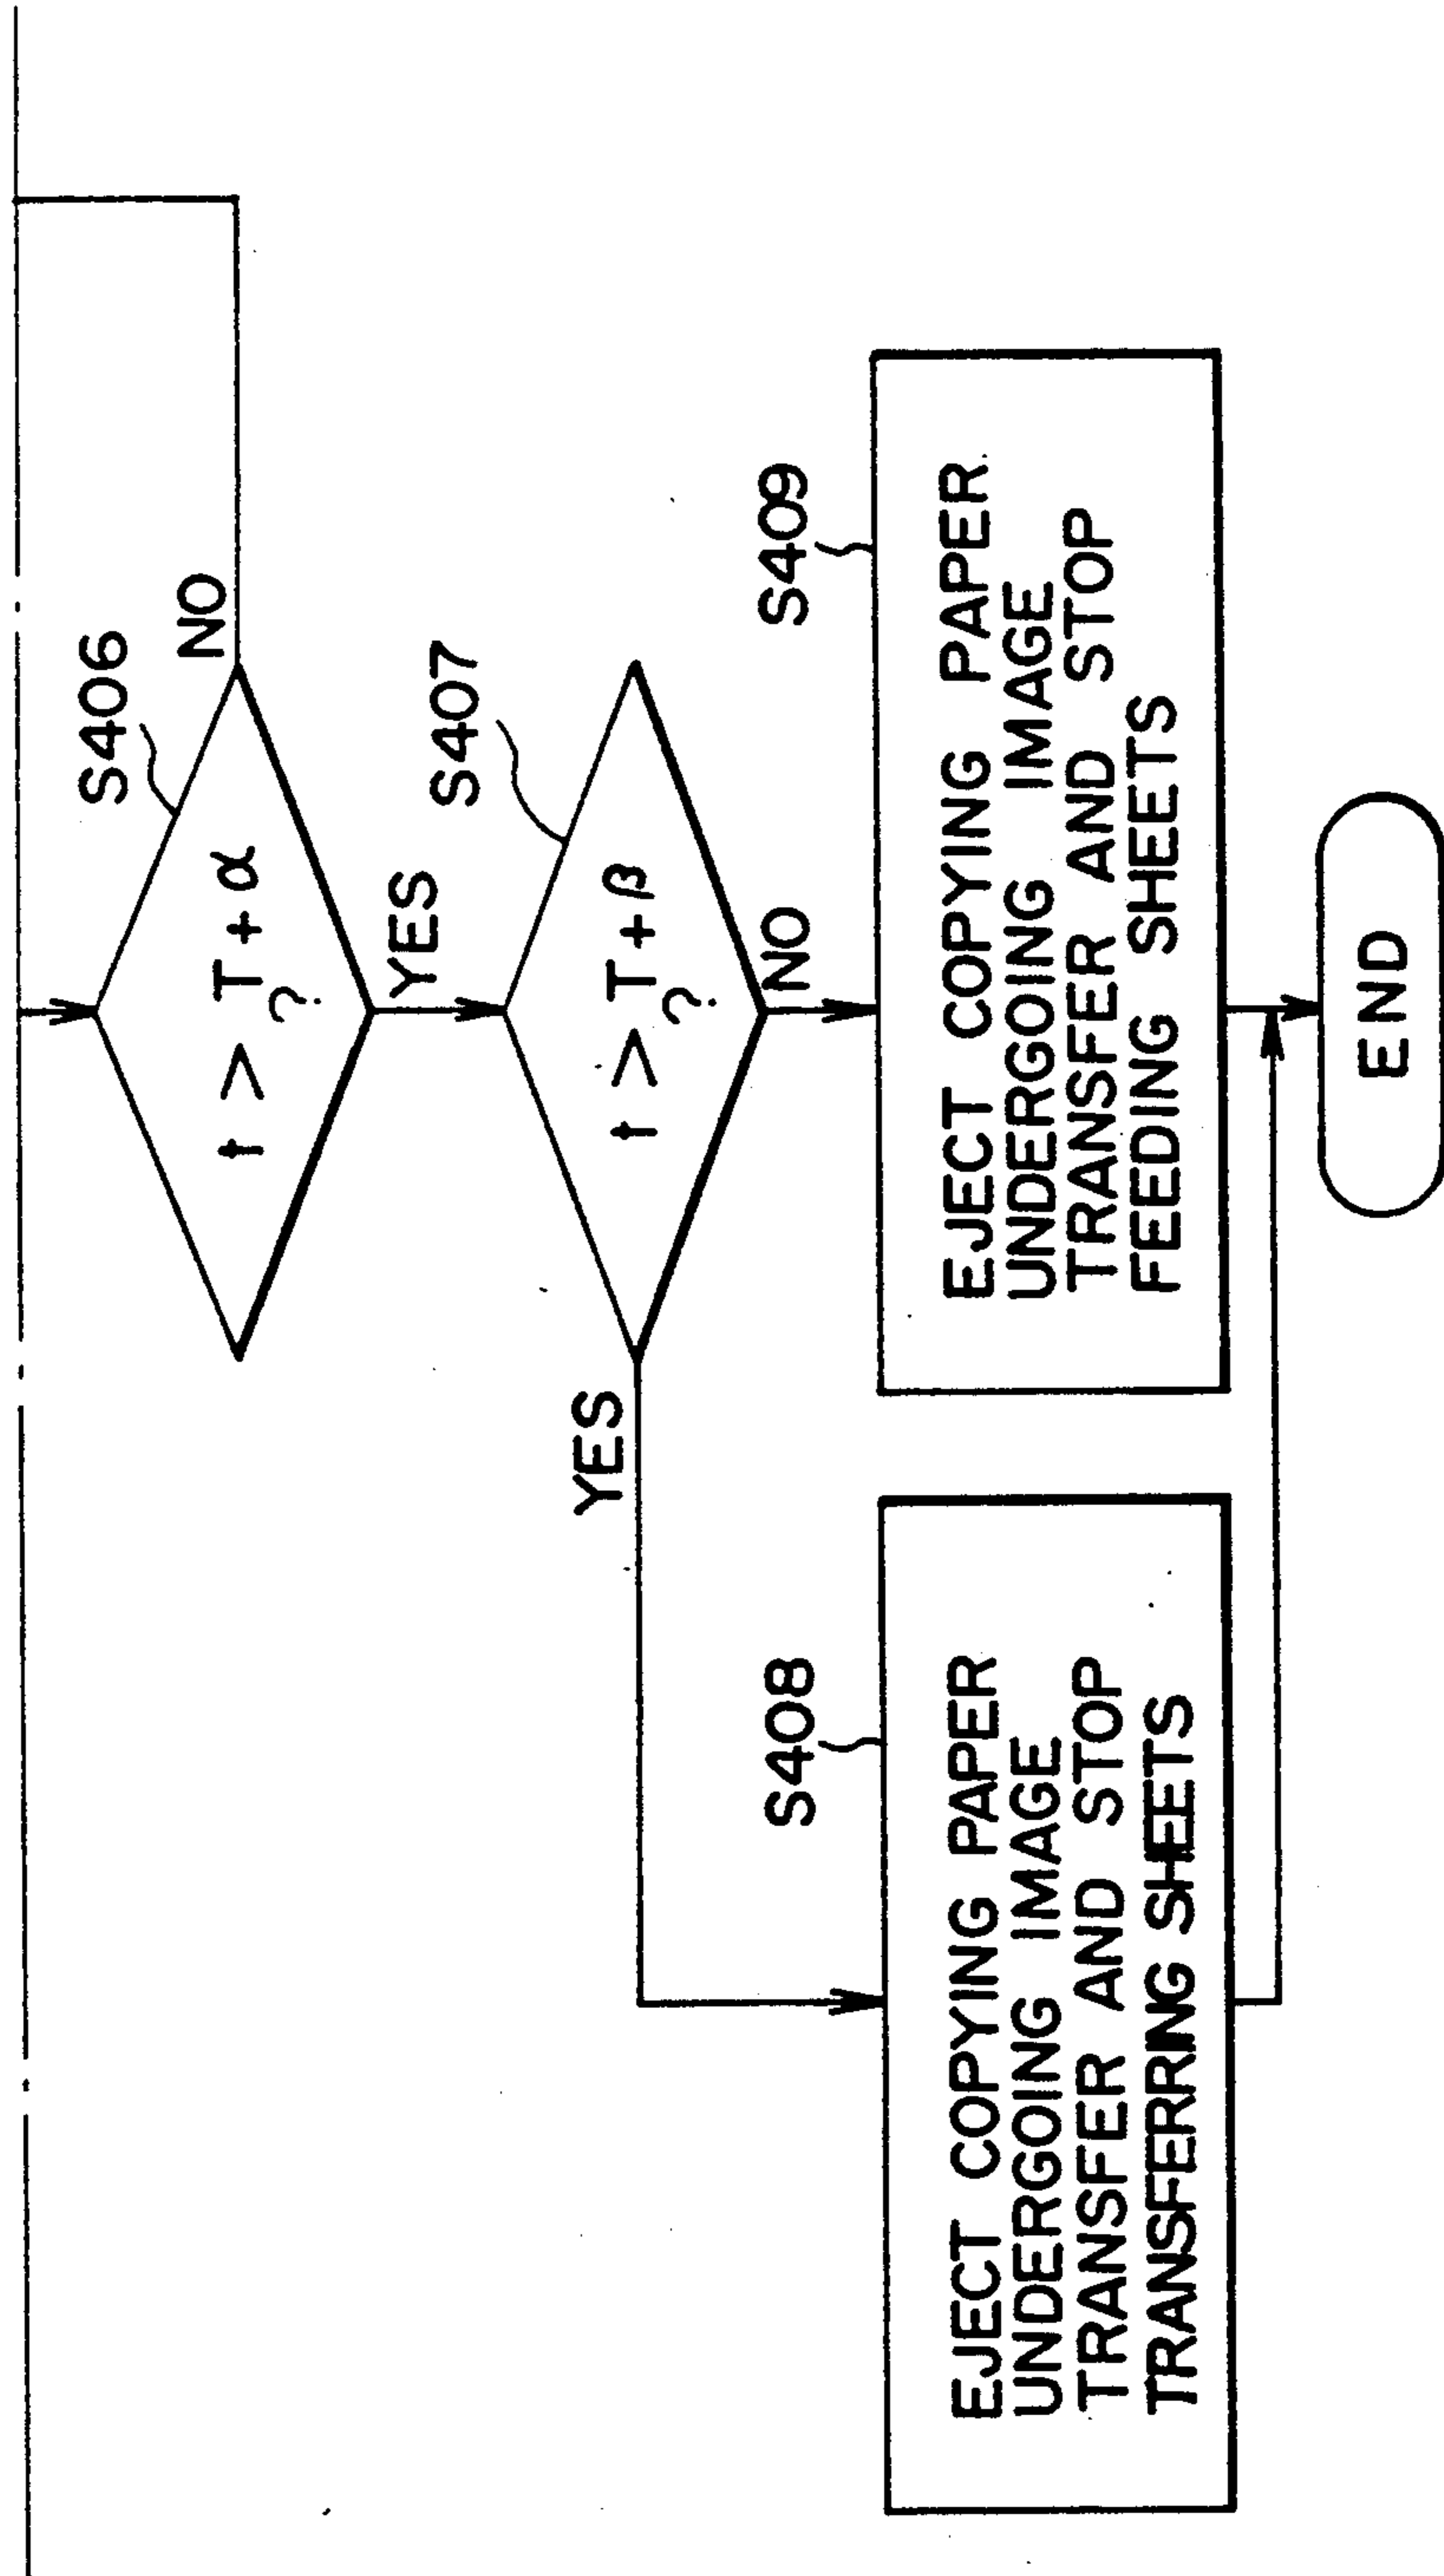 S406
t > T + α
?
NO
YES
S407
t > T + β
?
YES
NO
S408
EJECT COPYING PAPER
UNDERGOING IMAGE
TRANSFER AND STOP
TRANSFERRING SHEETS
S409
EJECT COPYING PAPER
UNDERGOING IMAGE
TRANSFER AND STOP
FEEDING SHEETS
END